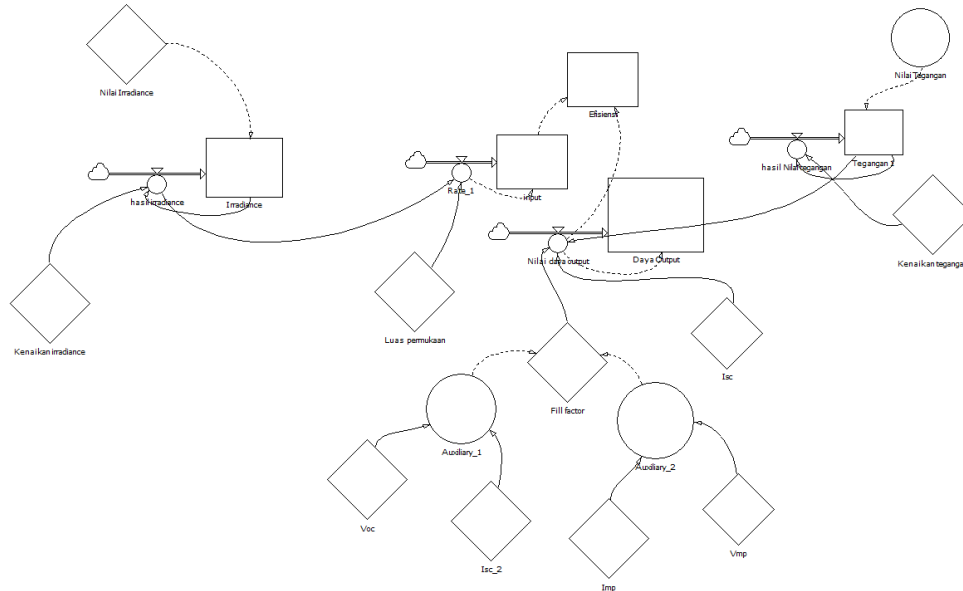 Nilai Irradiance
Nilai Tegangan
Efisiensi
hasil irradiance
Irradiance
Rate_1
input
hasil Nilai tegangan
Tegangan 1
Nilai daya output
Daya Output
Kenaikan tegangan
Kenaikan irradiance
Luas permukaan
Isc
Fill factor
Auxiliary_1
Auxiliary_2
Voc
Isc_2
Imp
Vmp